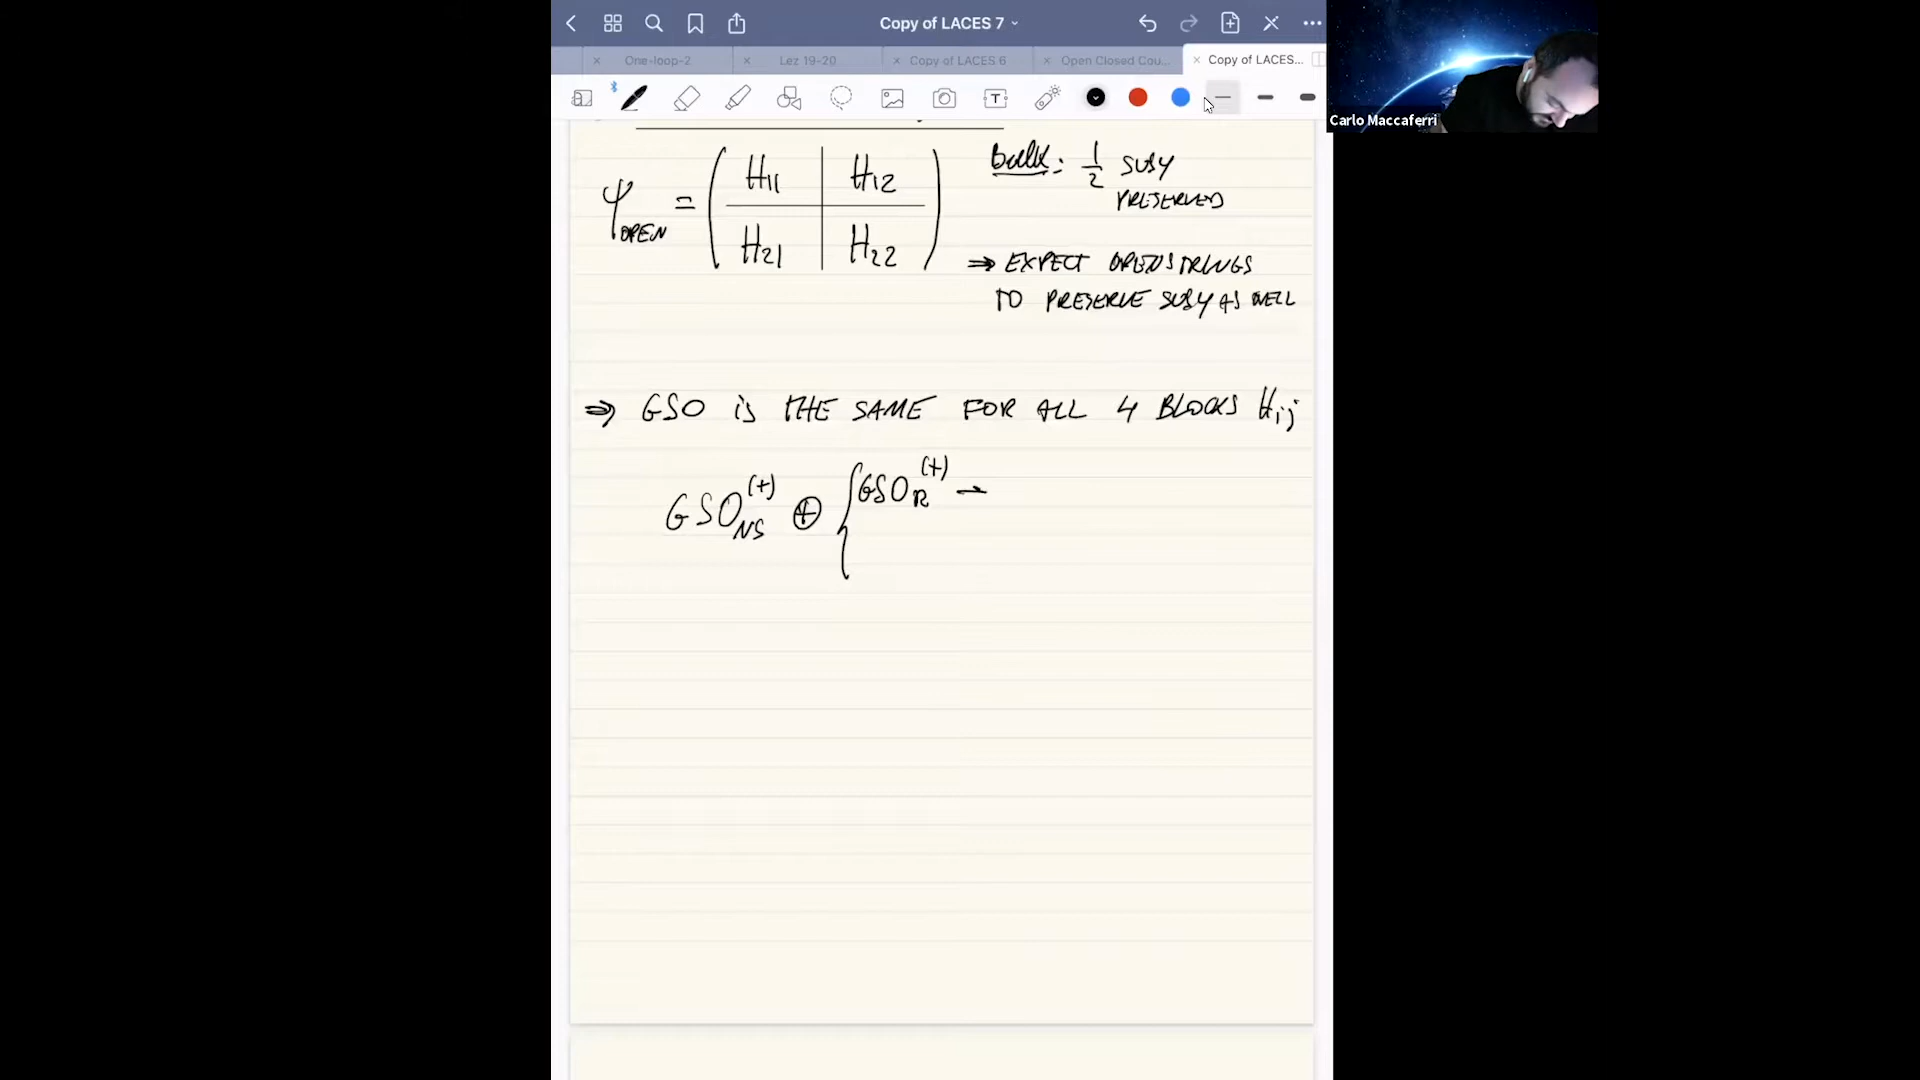 Copy of LACES 7
One-loop-2
Lez 19-20
Copy of LACES 6
Open Closed Cou...
Copy of LACES...
T
Carlo Maccaferri
ψ_OPEN = ( H₁₁ | H₁₂
H₂₁ | H₂₂ )
bulk: 1/2 SUSY
PRESERVED
⇒ EXPECT OPEN STRINGS
TO PRESERVE SUSY AS WELL
⇒ GSO IS THE SAME FOR ALL 4 BLOCKS Hᵢⱼ
GSO_NS^(+) ⊕ { GSO_R^(+) →